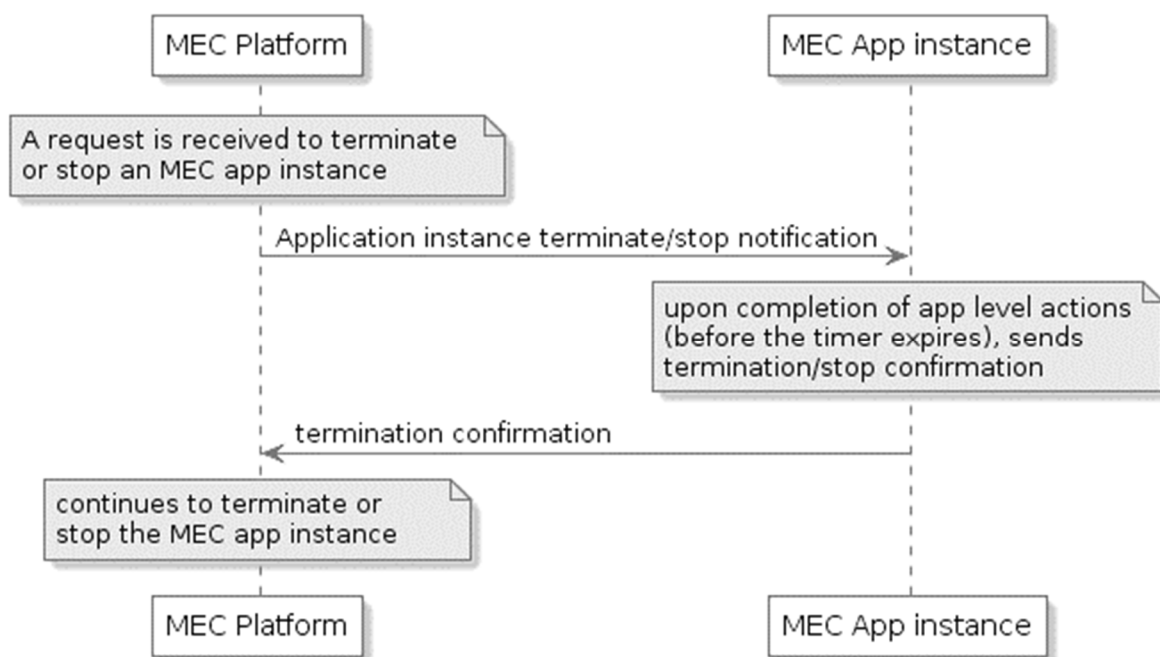 MEC Platform
MEC App instance
A request is received to terminate
or stop an MEC app instance
Application instance terminate/stop notification
upon completion of app level actions
(before the timer expires), sends
termination/stop confirmation
termination confirmation
continues to terminate or
stop the MEC app instance
MEC Platform
MEC App instance